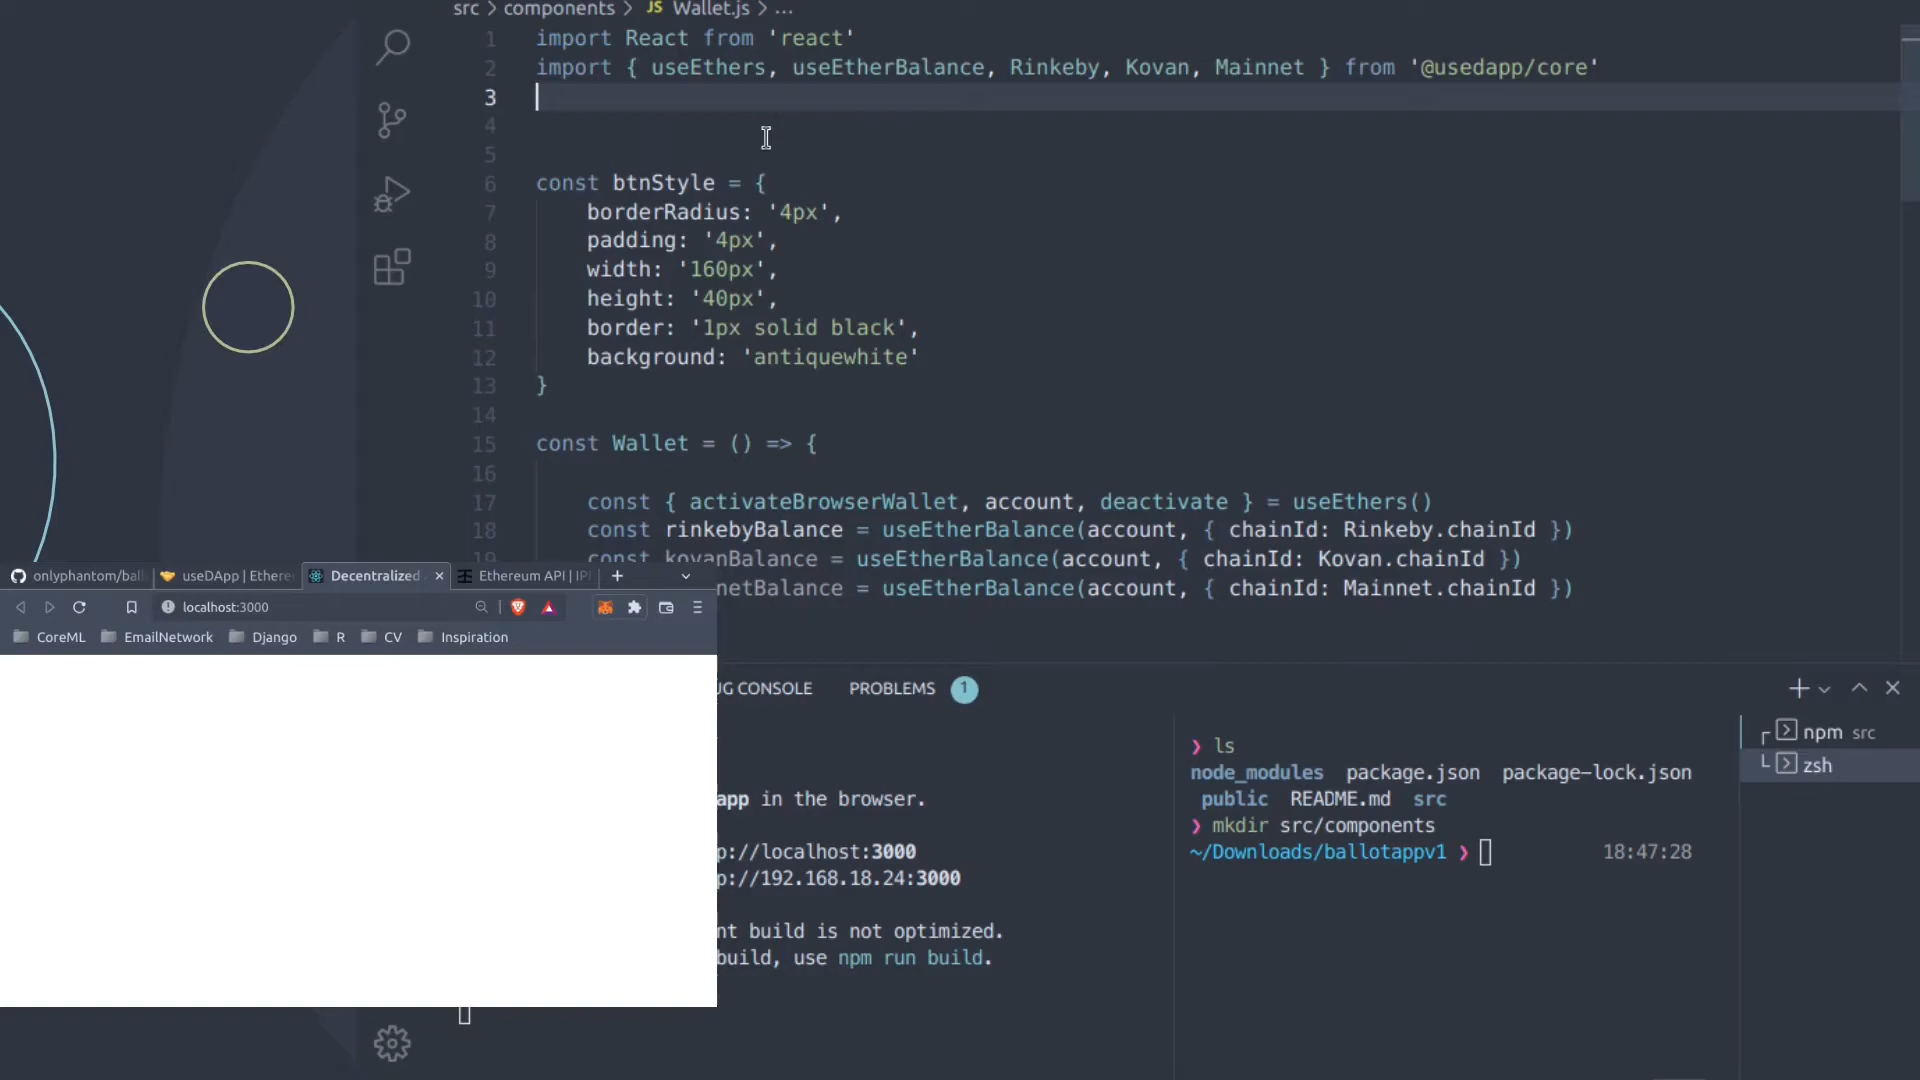 src > components > JS Wallet.js > ...
1 import React from 'react'
2 import { useEthers, useEtherBalance, Rinkeby, Kovan, Mainnet } from '@usedapp/core'
3
4
5
6 const btnStyle = {
7 borderRadius: '4px',
8 padding: '4px',
9 width: '160px',
10 height: '40px',
11 border: '1px solid black',
12 background: 'antiquewhite'
13 }
14
15 const Wallet = () => {
16
17 const { activateBrowserWallet, account, deactivate } = useEthers()
18 const rinkebyBalance = useEtherBalance(account, { chainId: Rinkeby.chainId })
19 const kovanBalance = useEtherBalance(account, { chainId: Kovan.chainId })
netBalance = useEtherBalance(account, { chainId: Mainnet.chainId })
onlyphantom/bal useDApp | Ethere Decentralized Ethereum API | IP
localhost:3000
CoreML EmailNetwork Django R CV Inspiration
UG CONSOLE PROBLEMS 1
app in the browser.
p://localhost:3000
p://192.168.18.24:3000
nt build is not optimized.
build, use npm run build.
❯ ls
node_modules package.json package-lock.json
public README.md src
❯ mkdir src/components
~/Downloads/ballotappv1 ❯ 18:47:28
npm src
zsh